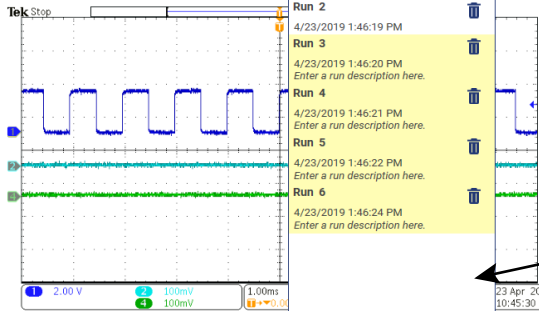 Tek Stop
Run 2
4/23/2019 1:46:19 PM
Run 3
4/23/2019 1:46:20 PM
Enter a run description here.
Run 4
4/23/2019 1:46:21 PM
Enter a run description here.
Run 5
4/23/2019 1:46:22 PM
Enter a run description here.
Run 6
4/23/2019 1:46:24 PM
Enter a run description here.
1
2
4
1 2.00 V 2 100mV 1.00ms
4 100mV
23 Apr 20
10:45:30